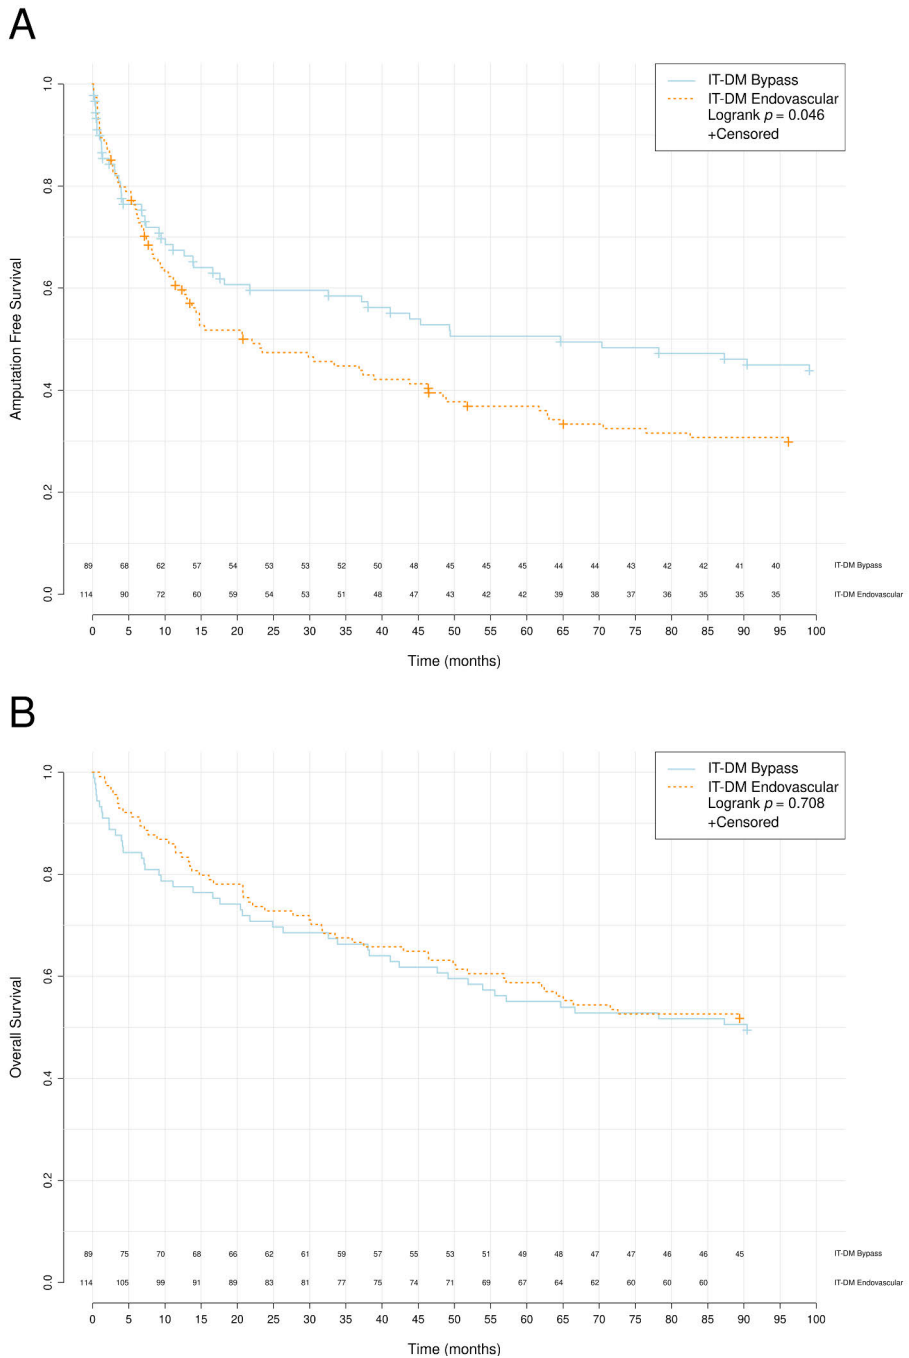 A
1.0
0.8
0.6
0.4
0.2
0.0
Amputation Free Survival
IT-DM Bypass
IT-DM Endovascular
Logrank p = 0.046
+Censored
89 68 62 57 54 53 53 52 50 48 45 45 45 44 44 43 42 42 41 40 IT-DM Bypass
114 90 72 60 59 54 53 51 48 47 43 42 42 39 38 37 36 35 35 35 IT-DM Endovascular
0 5 10 15 20 25 30 35 40 45 50 55 60 65 70 75 80 85 90 95 100
Time (months)
B
1.0
0.8
0.6
0.4
0.2
0.0
Overall Survival
IT-DM Bypass
IT-DM Endovascular
Logrank p = 0.708
+Censored
89 75 70 68 66 62 61 59 57 55 53 51 49 48 47 47 46 46 45 IT-DM Bypass
114 105 99 91 89 83 81 77 75 74 71 69 67 64 62 60 60 60 IT-DM Endovascular
0 5 10 15 20 25 30 35 40 45 50 55 60 65 70 75 80 85 90 95 100
Time (months)